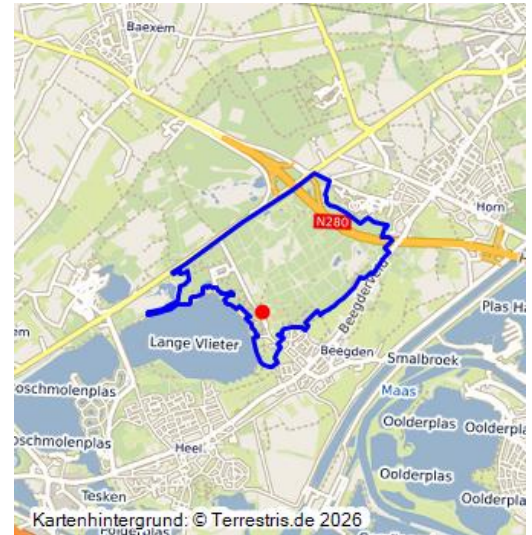 Baexem
Horn
N280
Plas Ha
Beegderveld
Lange Vlieter
Beegden
Smalbroek
Maas
oschmolenplas
Oolderplas
Heel
Oolderplas
oschmolenplas
Oolderplas
Tesken
Oolderplas
Kartenhintergrund: © Terrestris.de 2026